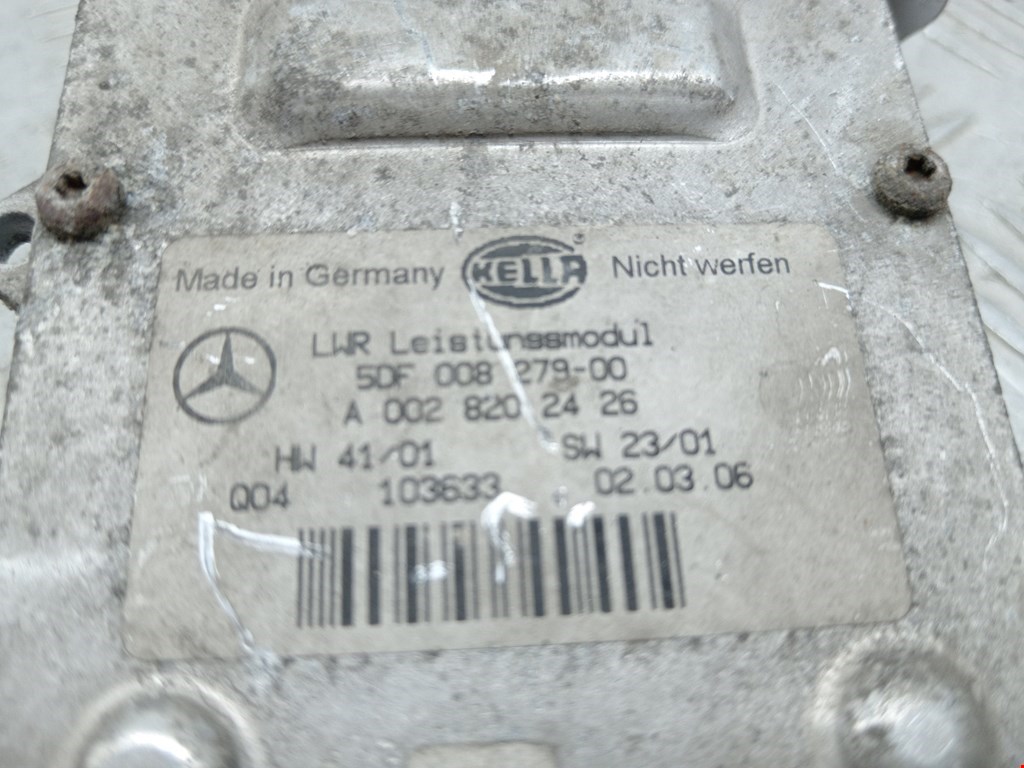 Made in Germany HELLA ® Nicht werfen
LWR Leistungsmodul
5DF 008 279-00
A 002 820 24 26
HW 41/01 SW 23/01
Q04 103633 02.03.06